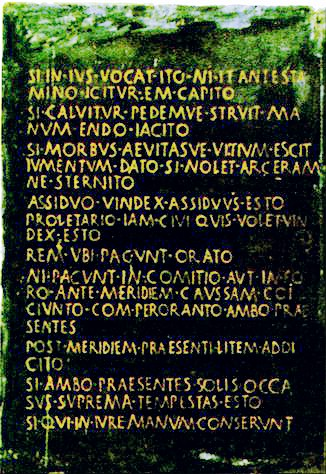 SI·IN·IVS·VOCAT·ITO·NI·IT·ANTESTA
MINO·ICITVR·EM·CAPITO
SI·CALVITVR·PEDEMVE·STRVIT·MA
NVM·ENDO·IACITO
SI·MORBVS·AEVITASVE·VLTIVM·ESCIT
IVMENTVM·DATO·SI·NOLET·ARCERAM
NE·STERNITO
ASSIDVO·VINDEX·ASSIDVVS·ESTO
PROLETARIO·IAM·CIVI·QVIS·VOLET·VIN
DEX·ESTO
REM·VBI·PACVNT·ORATO
NI·PACVNT·IN·COMITIO·AVT·IN·FO
RO·ANTE·MERIDIEM·CAVSSAM·COI
CIVNTO·COM·PERORANTO·AMBO·PRAE
SENTES
POST·MERIDIEM·PRAESENTI·LITEM·ADDI
CITO
SI·AMBO·PRAESENTES·SOLIS·OCCA
SVS·SVPREMA·TEMPESTAS·ESTO
SI·QVI·IN·IVRE·MANVM·CONSERVNT